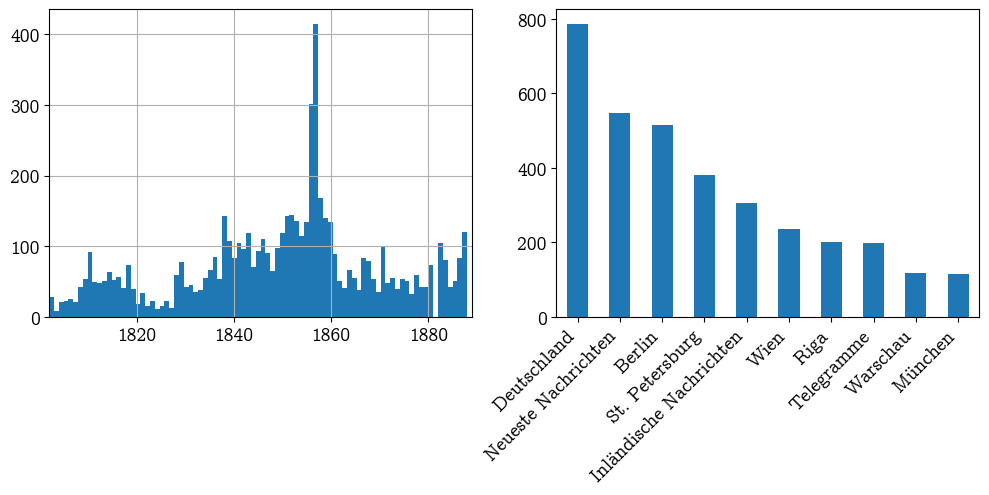 400
300
200
100
0
1820 1840 1860 1880
800
600
400
200
0
Deutschland
Neueste Nachrichten
Berlin
St. Petersburg
Inländische Nachrichten
Wien
Riga
Telegramme
Warschau
München